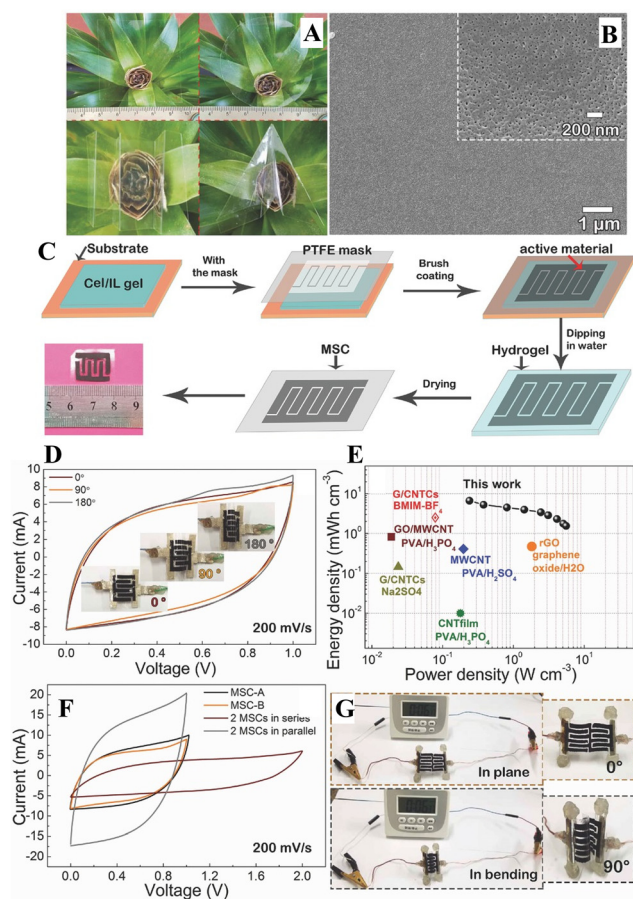 A
B
200 nm
1 µm
C
Substrate
Cel/IL gel
With
the mask
PTFE mask
Brush
coating
active material
Dipping
in water
Hydrogel
Drying
MSC
5 6 7 8 9
D
Current (mA)
8
6
4
2
0
-2
-4
-6
-8
0°
90°
180°
180°
90°
0°
200 mV/s
0.0 0.2 0.4 0.6 0.8 1.0
Voltage (V)
E
Energy density (mWh cm⁻³)
10²
10¹
10⁰
10⁻¹
10⁻²
10⁻³
G/CNTCs
BMIM-BF₄
This work
GO/MWCNT
PVA/H₃PO₄
MWCNT
PVA/H₂SO₄
rGO
graphene
oxide/H2O
G/CNTCs
Na2SO4
CNTfilm
PVA/H₃PO₄
10⁻² 10⁻¹ 10⁰ 10¹ 10²
Power density (W cm⁻³)
F
Current (mA)
20
15
10
5
0
-5
-10
-15
-20
MSC-A
MSC-B
2 MSCs in series
2 MSCs in parallel
200 mV/s
0.0 0.4 0.8 1.2 1.6 2.0
Voltage (V)
G
In plane
0°
In bending
90°